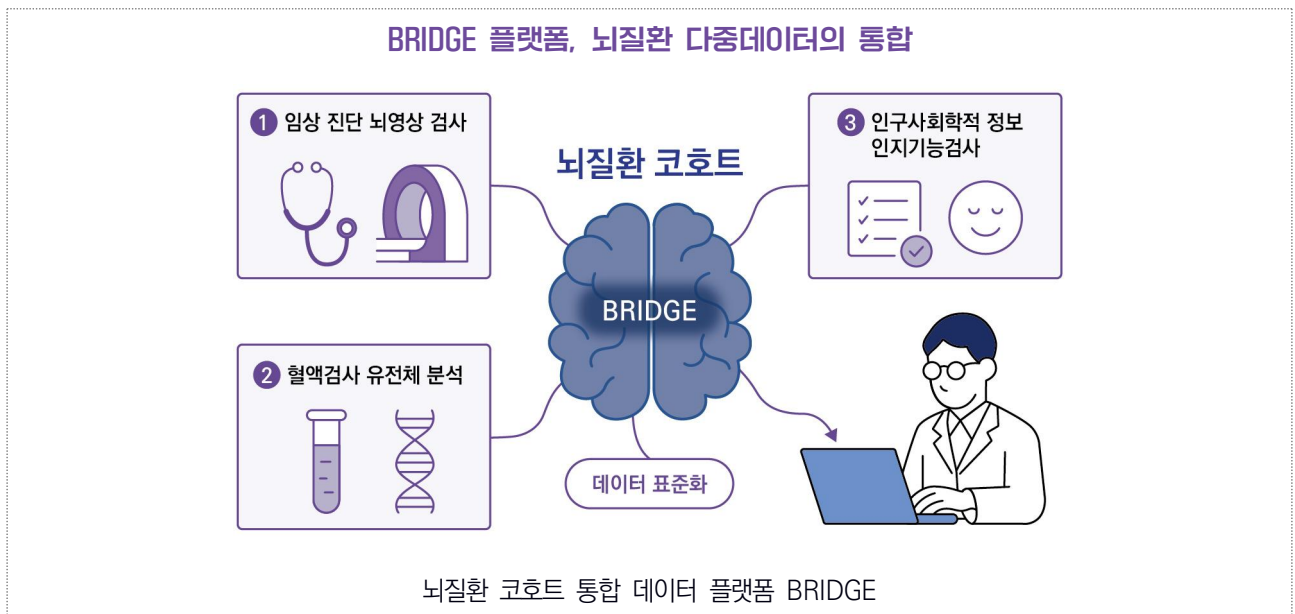 BRIDGE 플랫폼, 뇌질환 다중데이터의 통합
1 임상 진단 뇌영상 검사
뇌질환 코호트
3 인구사회학적 정보
인지기능검사
BRIDGE
2 혈액검사 유전체 분석
데이터 표준화
뇌질환 코호트 통합 데이터 플랫폼 BRIDGE